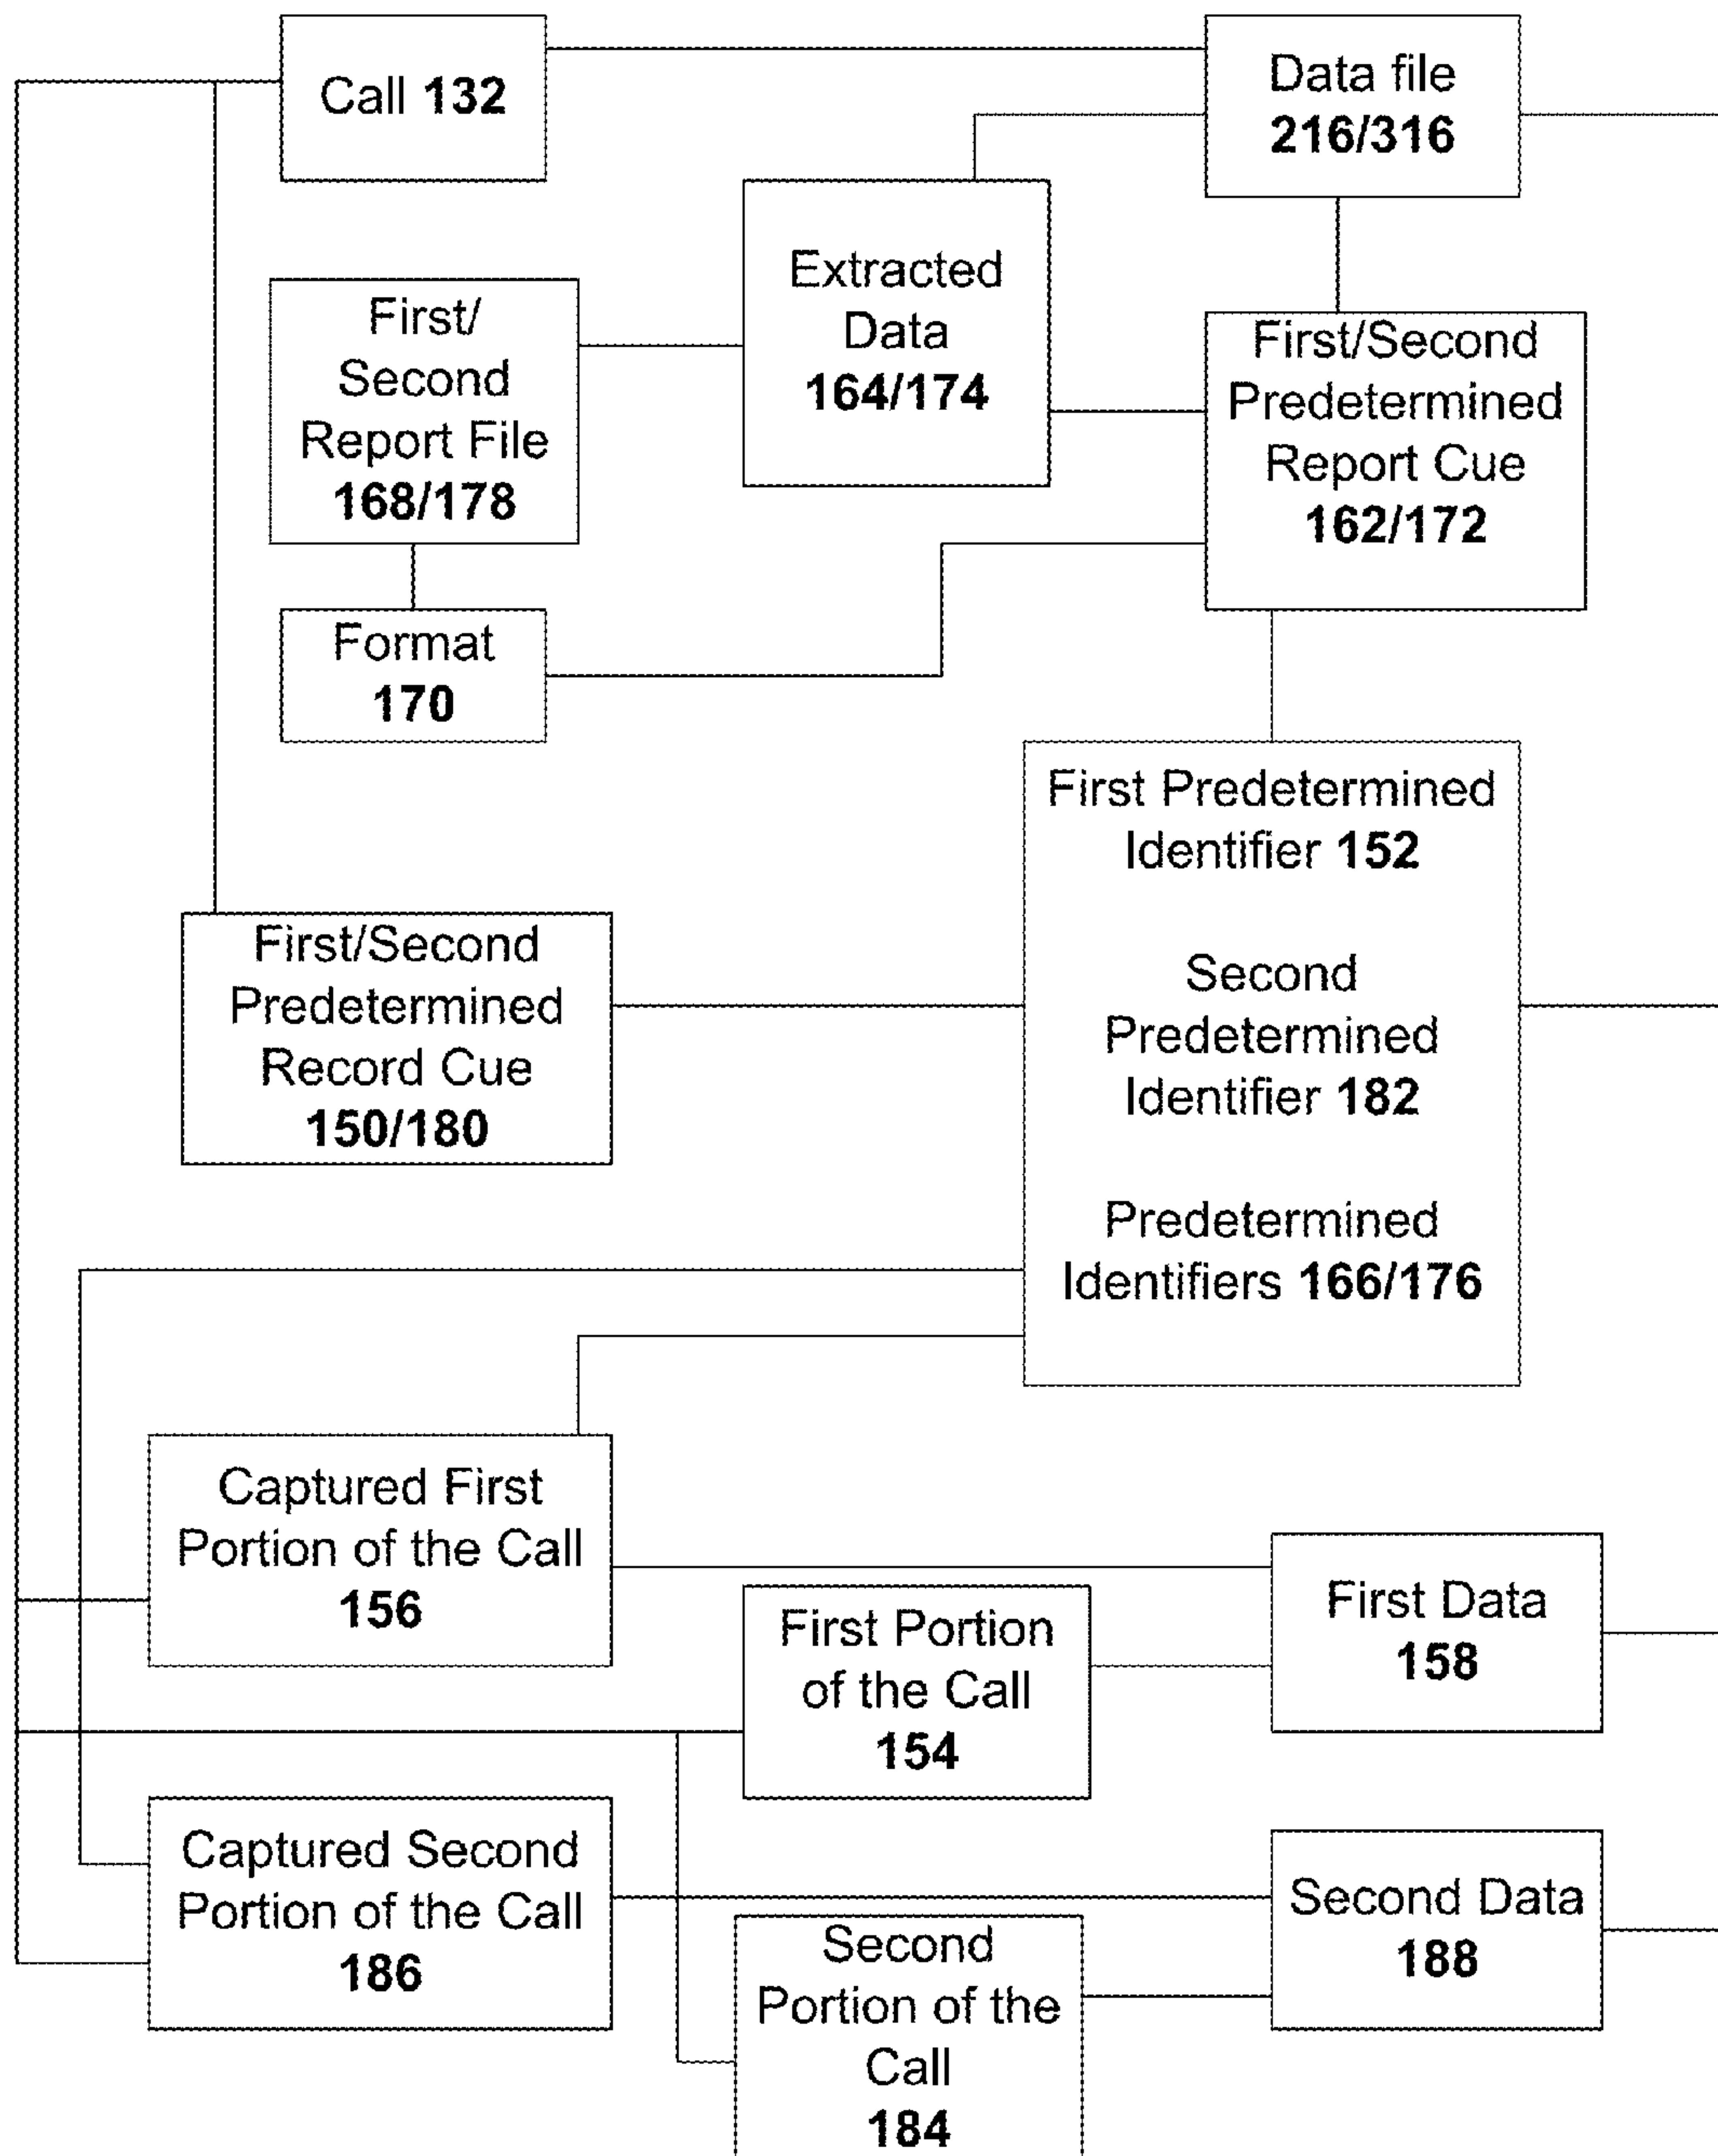 Call 132
Data file
216/316
Extracted
Data
164/174
First/
Second
Report File
168/178
First/Second
Predetermined
Report Cue
162/172
Format
170
First Predetermined
Identifier 152
Second
Predetermined
Identifier 182
Predetermined
Identifiers 166/176
First/Second
Predetermined
Record Cue
150/180
Captured First
Portion of the Call
156
First Portion
of the Call
154
First Data
158
Captured Second
Portion of the Call
186
Second
Portion of the
Call
184
Second Data
188